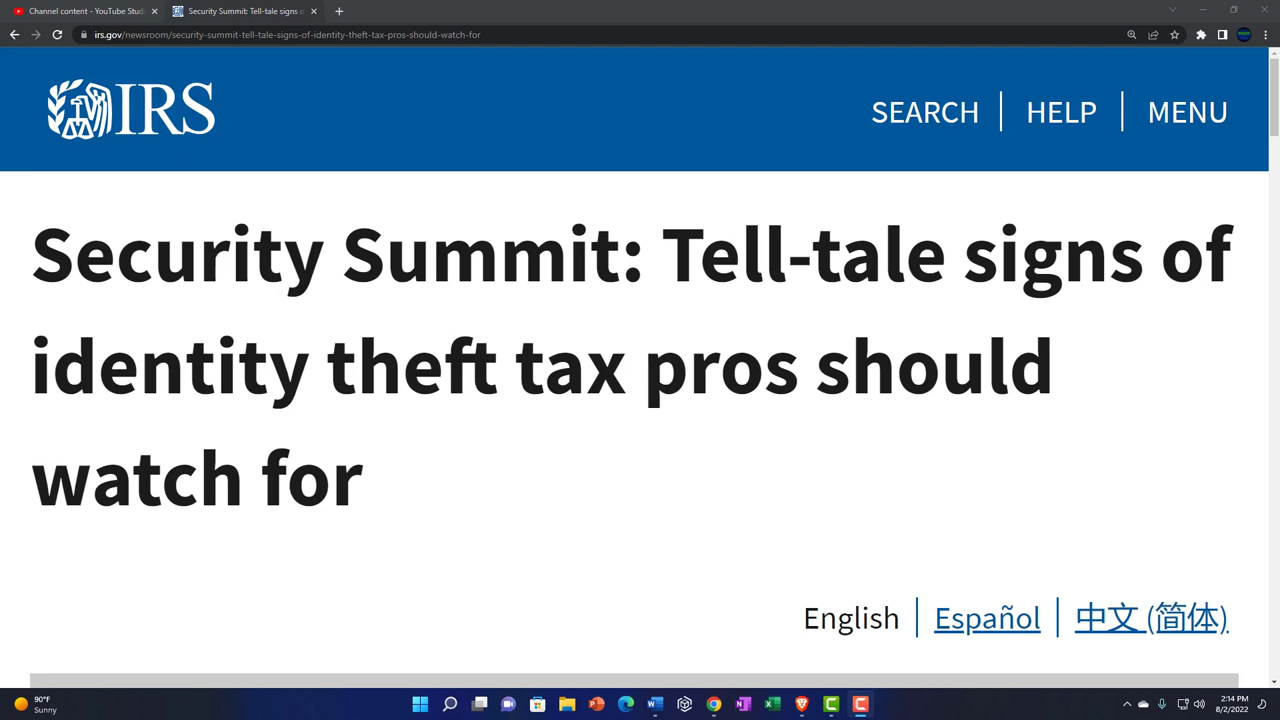 Channel content - YouTube Stud
Security Summit: Tell-tale signs o
irs.gov/newsroom/security-summit-tell-tale-signs-of-identity-theft-tax-pros-should-watch-for
IRS
SEARCH
HELP
MENU
Security Summit: Tell-tale signs of
identity theft tax pros should
watch for
English
Español
中文 (简体)
90°F
Sunny
2:14 PM
8/2/2022